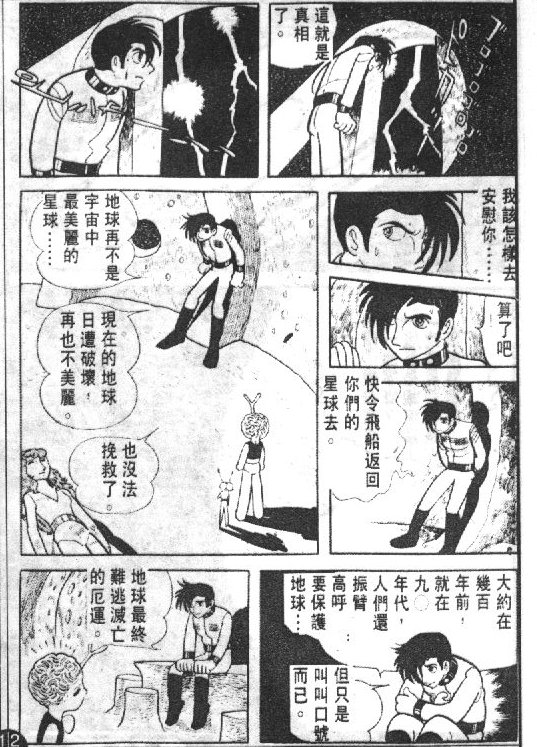 這就是
真相
了。
我該怎樣去
安慰你……
算了吧
快令飛船返回
你們的
星球去。
地球再不是
宇宙中
最美麗的
星球……
現在的地球
日遭破壞，
再也不美麗。
也沒法
挽救了。
大約在
幾百
年前，
就在
九〇
年代，
人們還
振臂
高呼：
要保護
地球…
但只是
叫叫口號
而已。
地球最終
難逃滅亡
的厄運。
12